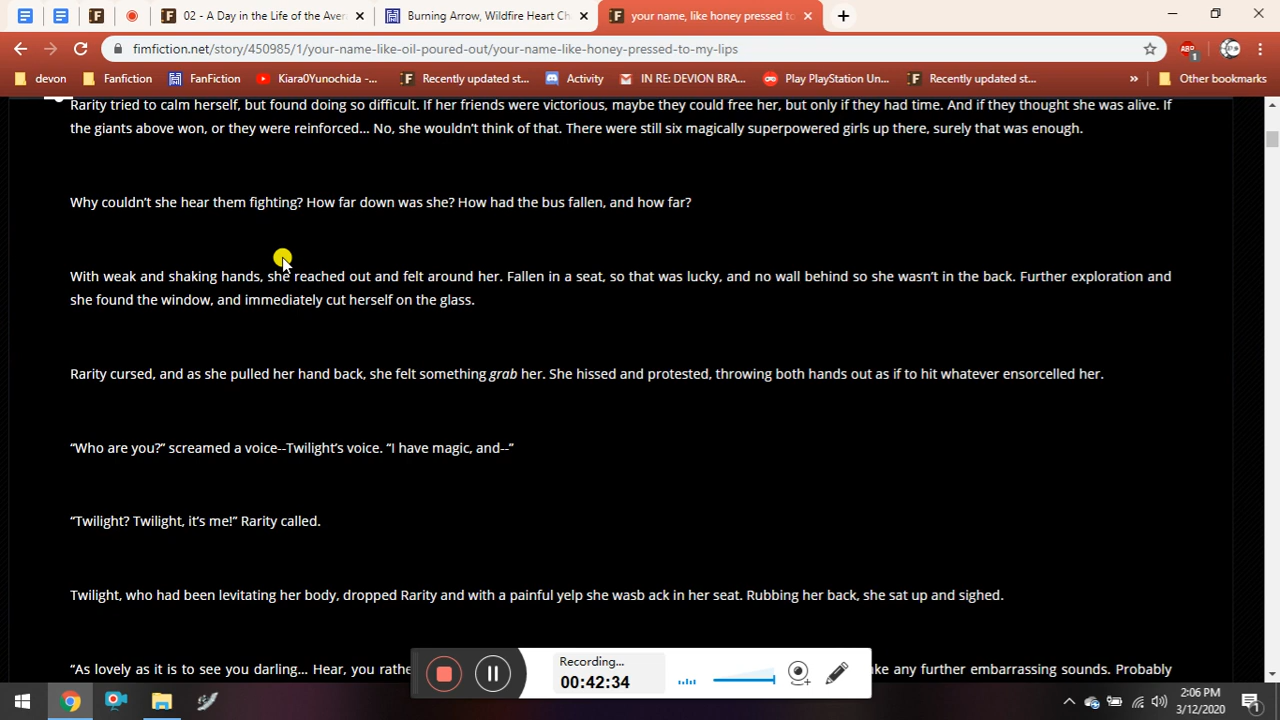 02 - A Day in the Life of the Aven
Burning Arrow, Wildfire Heart Ch
your name, like honey pressed to
fimfiction.net/story/450985/1/your-name-like-oil-poured-out/your-name-like-honey-pressed-to-my-lips
ABP
devon Fanfiction FanFiction Kiara0Yunochida -... Recently updated st... Activity IN RE: DEVION BRA... Play PlayStation Un... Recently updated st... » Other bookmarks
Rarity tried to calm herself, but found doing so difficult. If her friends were victorious, maybe they could free her, but only if they had time. And if they thought she was alive. If
the giants above won, or they were reinforced... No, she wouldn’t think of that. There were still six magically superpowered girls up there, surely that was enough.
Why couldn’t she hear them fighting? How far down was she? How had the bus fallen, and how far?
With weak and shaking hands, she reached out and felt around her. Fallen in a seat, so that was lucky, and no wall behind so she wasn’t in the back. Further exploration and
she found the window, and immediately cut herself on the glass.
Rarity cursed, and as she pulled her hand back, she felt something grab her. She hissed and protested, throwing both hands out as if to hit whatever ensorcelled her.
“Who are you?” screamed a voice--Twilight’s voice. “I have magic, and--”
“Twilight? Twilight, it’s me!” Rarity called.
Twilight, who had been levitating her body, dropped Rarity and with a painful yelp she wasb ack in her seat. Rubbing her back, she sat up and sighed.
“As lovely as it is to see you darling... Hear, you rathe
ke any further embarrassing sounds. Probably
Recording...
00:42:34
2:06 PM
3/12/2020
1